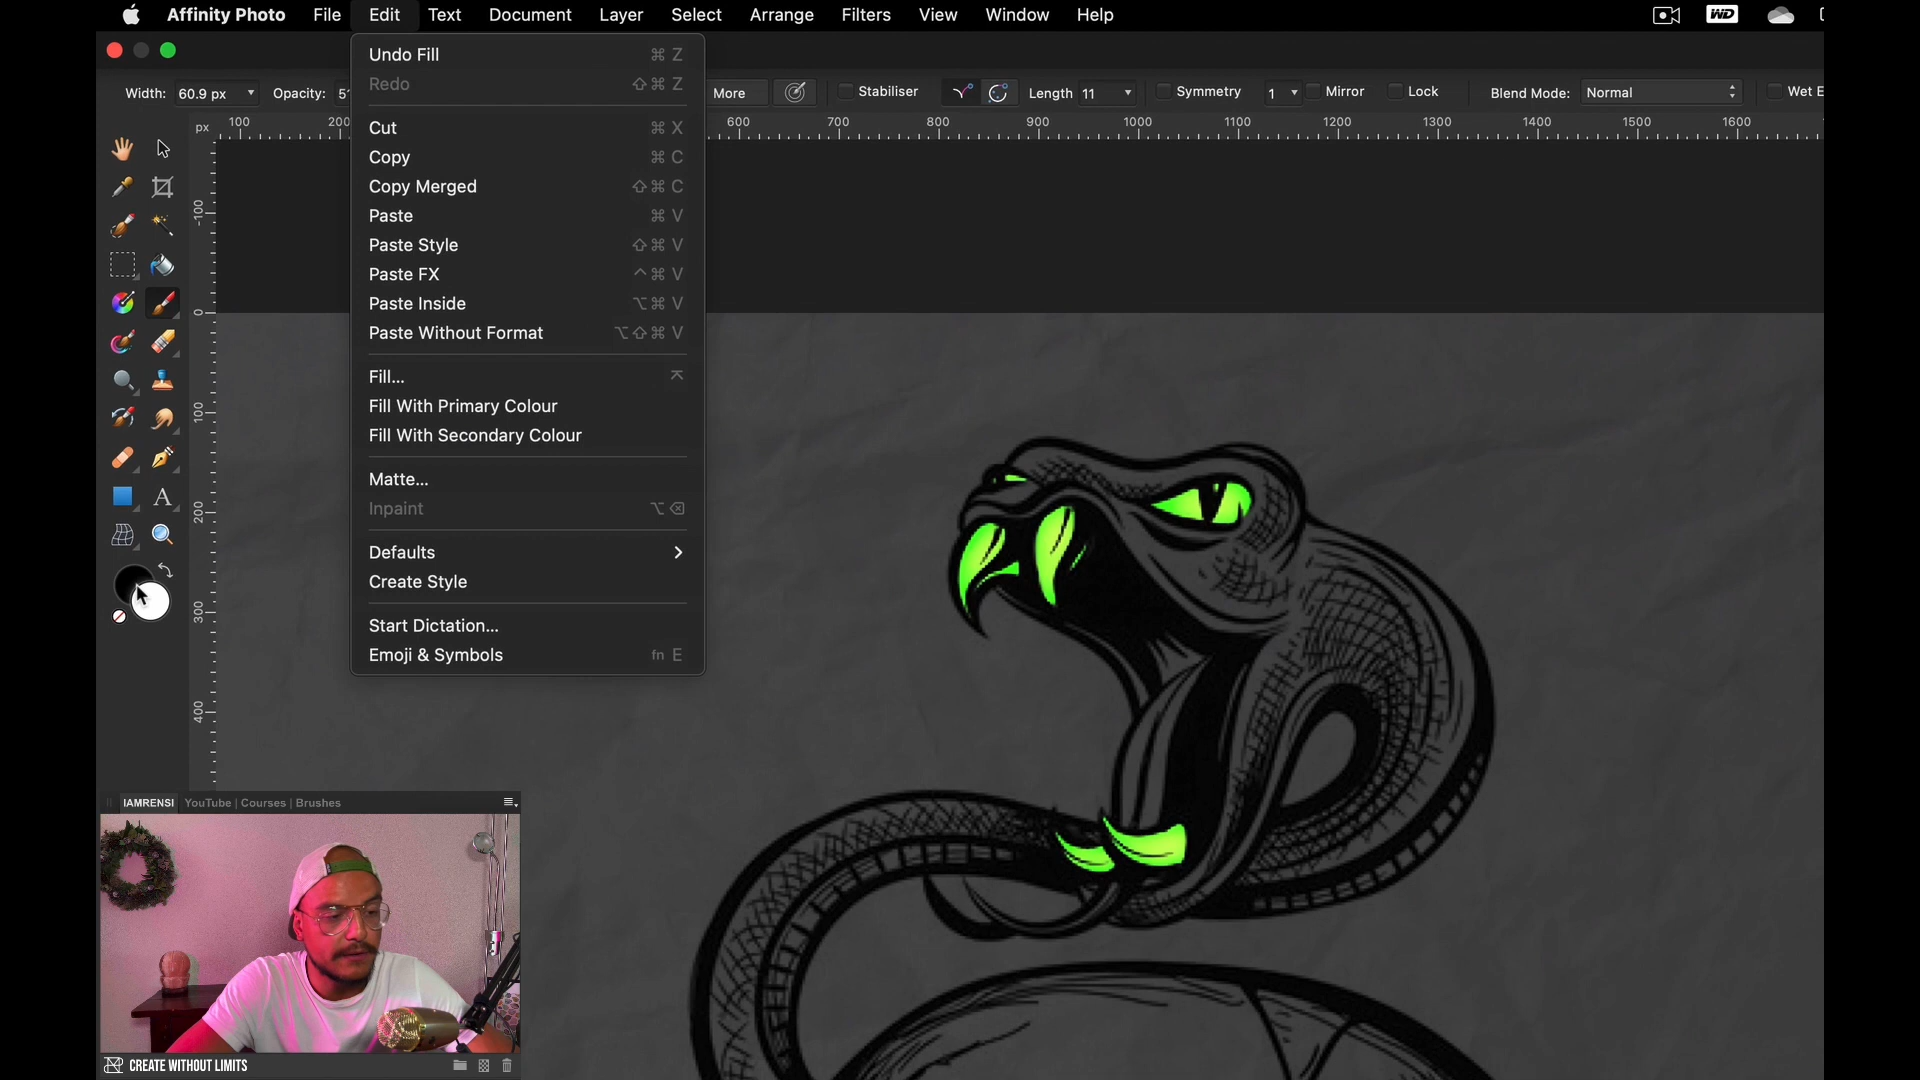 Affinity Photo File Edit Text Document Layer Select Arrange Filters View Window Help WD
Width: 60.9 px Opacity: 5 More Stabiliser Length 11 Symmetry 1 Mirror Lock Blend Mode: Normal Wet E
px 100 200 600 700 800 900 1000 1100 1200 1300 1400 1500 1600
-100
0
100
200
300
400
Undo Fill ⌘ Z
Redo ⇧⌘ Z
Cut ⌘ X
Copy ⌘ C
Copy Merged ⇧⌘ C
Paste ⌘ V
Paste Style ⇧⌘ V
Paste FX ^⌘ V
Paste Inside ⌥⌘ V
Paste Without Format ⌥⇧⌘ V
Fill...
Fill With Primary Colour
Fill With Secondary Colour
Matte...
Inpaint ⌥⌫
Defaults
Create Style
Start Dictation...
Emoji & Symbols fn E
A
IAMRENSI YouTube | Courses | Brushes
CREATE WITHOUT LIMITS